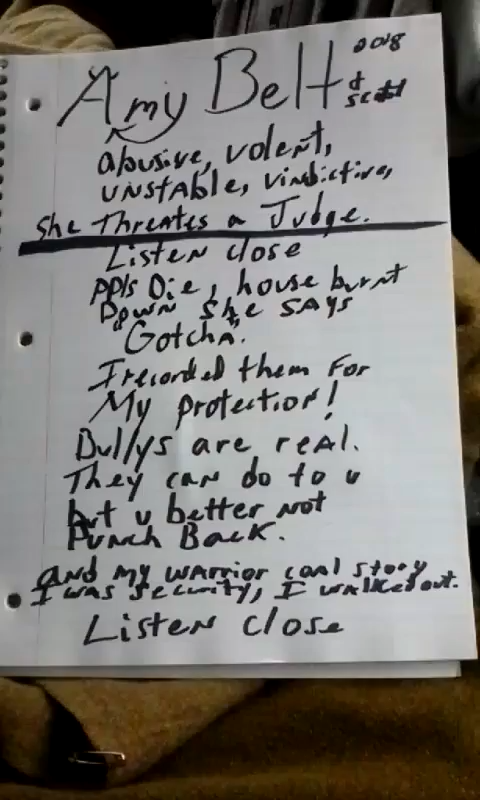 2018
Amy Belt &
scott
abusive, volent,
unstable, vindictive,
she threates a Judge.
Listen close
ppls Die, house burnt
Down she says
"Gotcha".
I recorded them for
My protection!
Bullys are real.
They can do to u
but u better not
Punch Back.
and my warrior coal story
I was security, I walked out.
Listen close